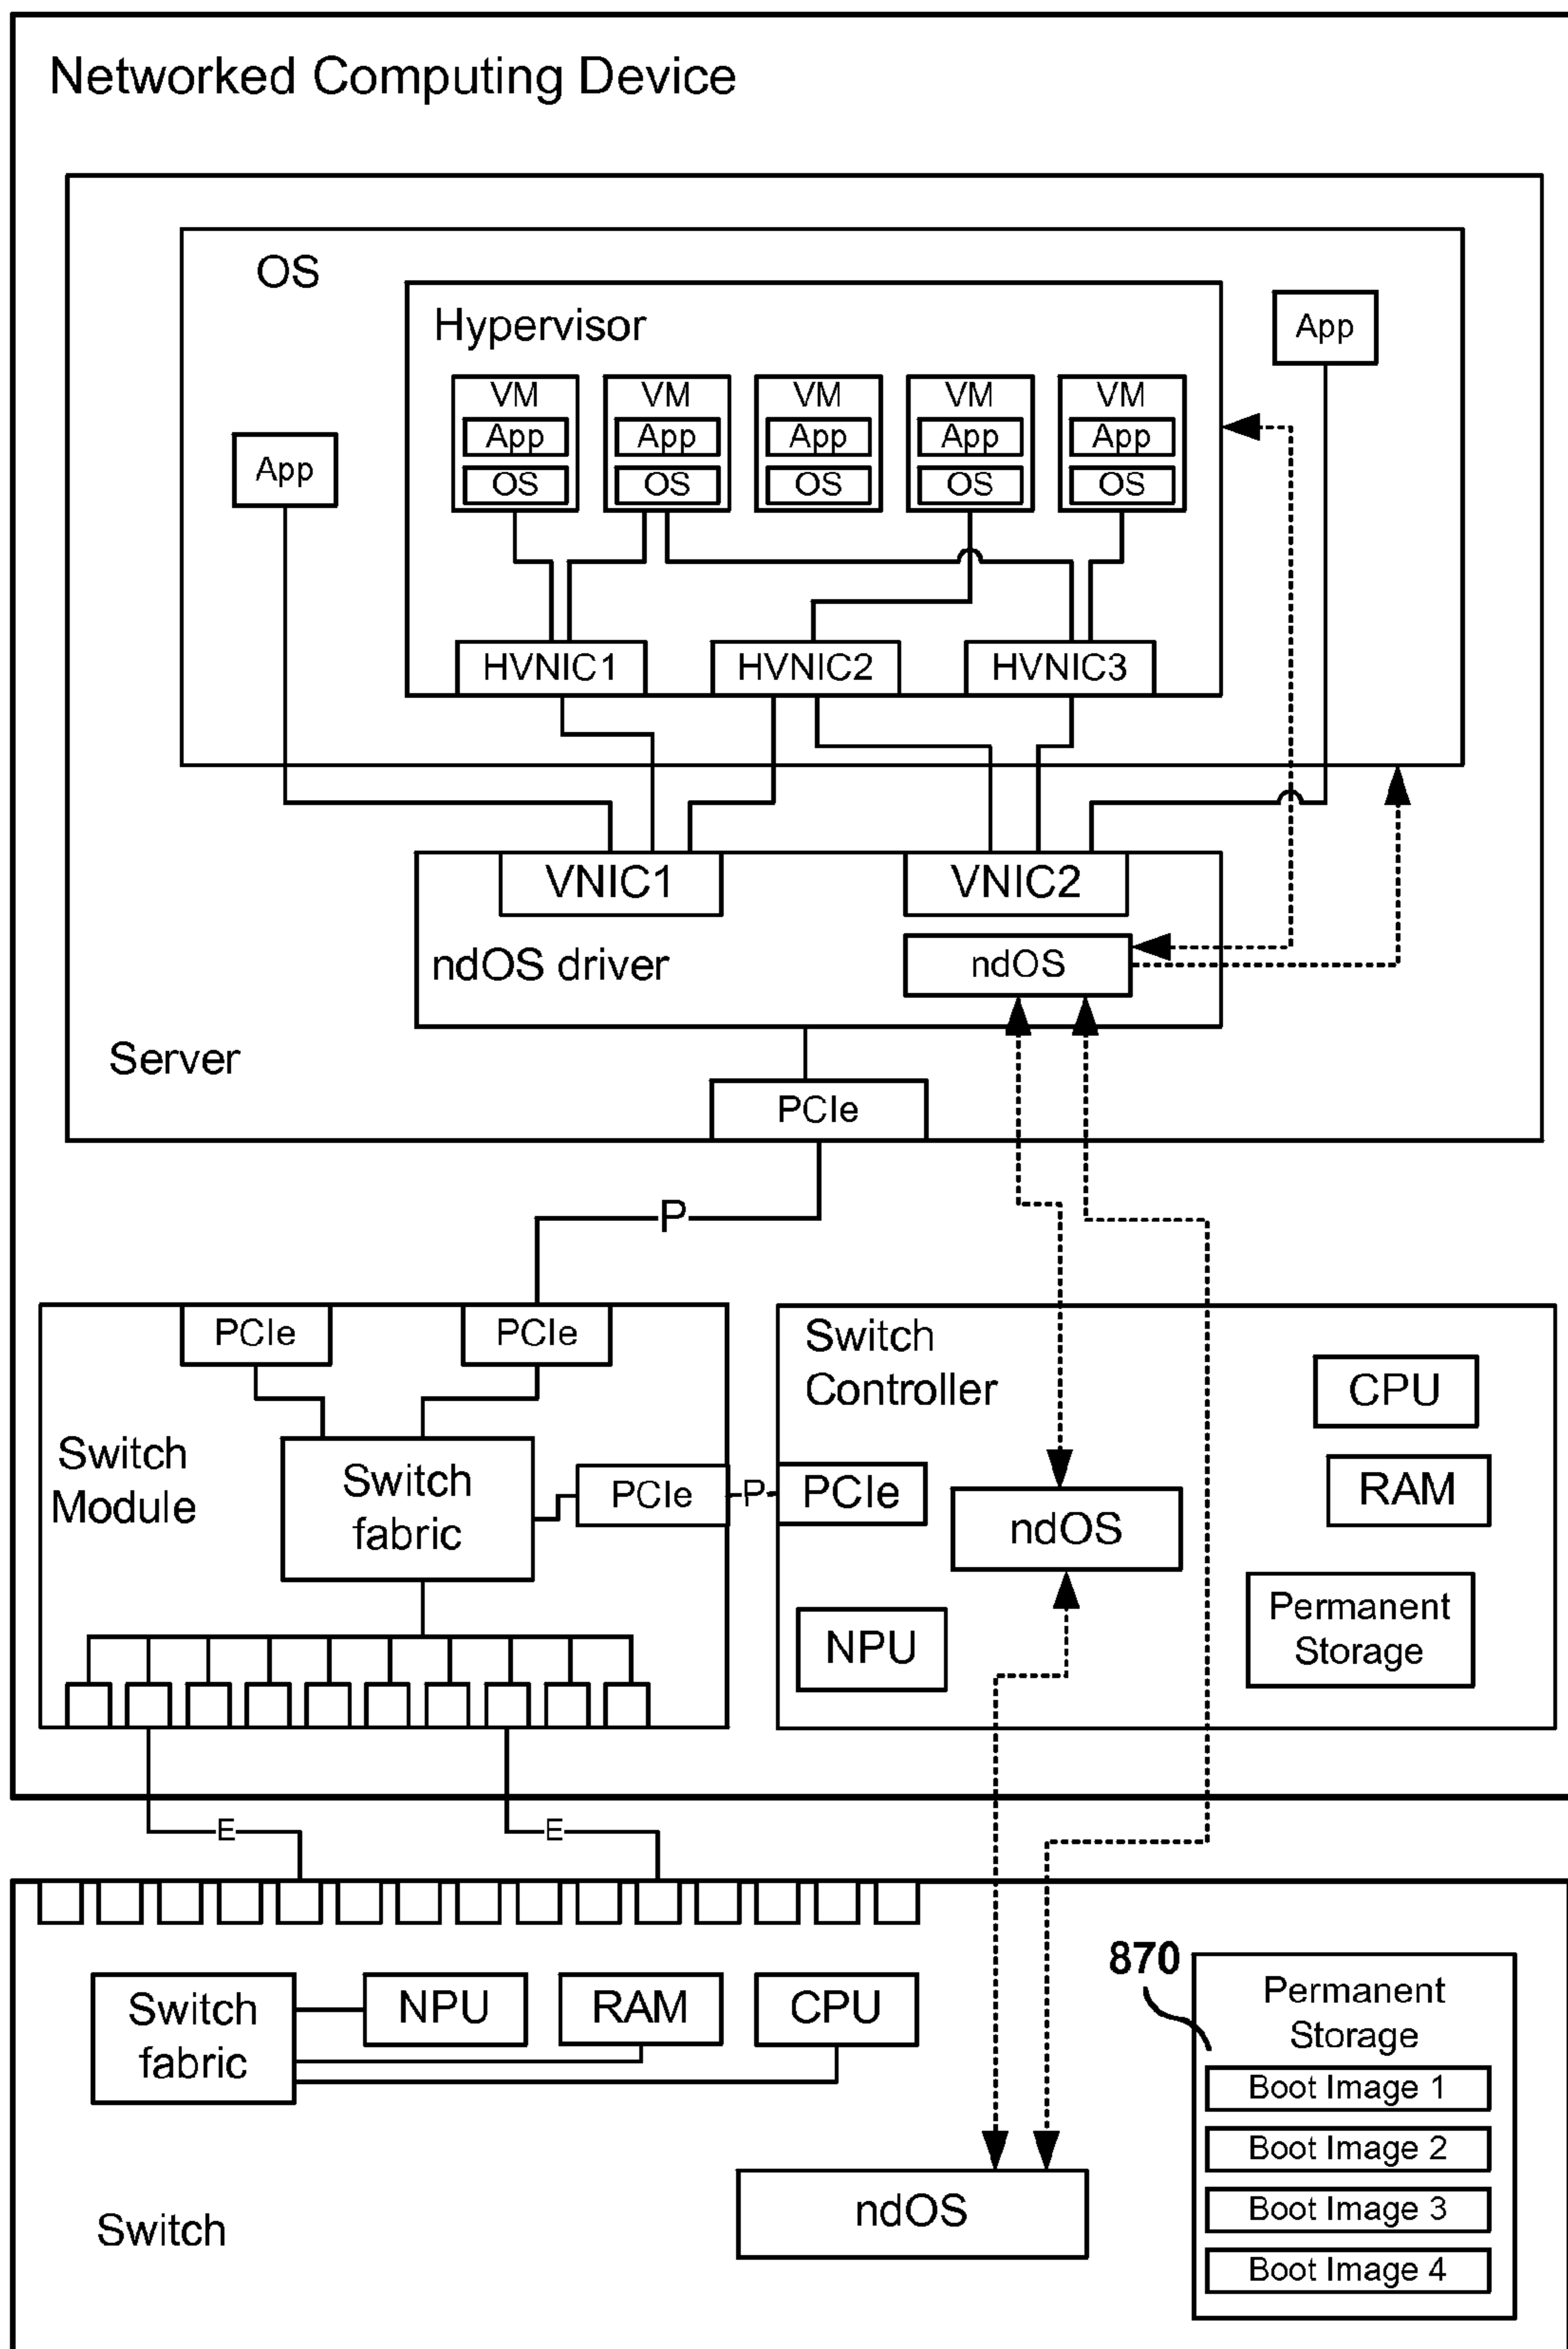 Networked Computing Device
OS
Hypervisor
App
VM
VM
VM
VM
VM
App
App
App
App
App
App
OS
OS
OS
OS
OS
HVNIC1
HVNIC2
HVNIC3
VNIC1
VNIC2
ndOS driver
ndOS
Server
PCIe
P
PCIe
PCIe
Switch
Module
Switch
fabric
PCIe
P
Switch
Controller
CPU
PCIe
RAM
ndOS
NPU
Permanent
Storage
E
E
870
Permanent
Storage
Switch
fabric
NPU
RAM
CPU
Boot Image 1
Boot Image 2
Boot Image 3
Boot Image 4
ndOS
Switch